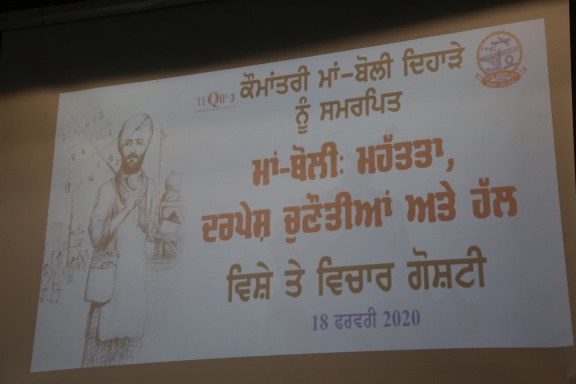 TEQIP-3
ਕੌਮਾਂਤਰੀ ਮਾਂ-ਬੋਲੀ ਦਿਹਾੜੇ
ਨੂੰ ਸਮਰਪਿਤ
ਮਾਂ-ਬੋਲੀ: ਮਹੱਤਤਾ,
ਦਰਪੇਸ਼ ਚੁਣੌਤੀਆਂ ਅਤੇ ਹੱਲ
ਵਿਸ਼ੇ ਤੇ ਵਿਚਾਰ ਗੋਸ਼ਟੀ
18 ਫਰਵਰੀ 2020